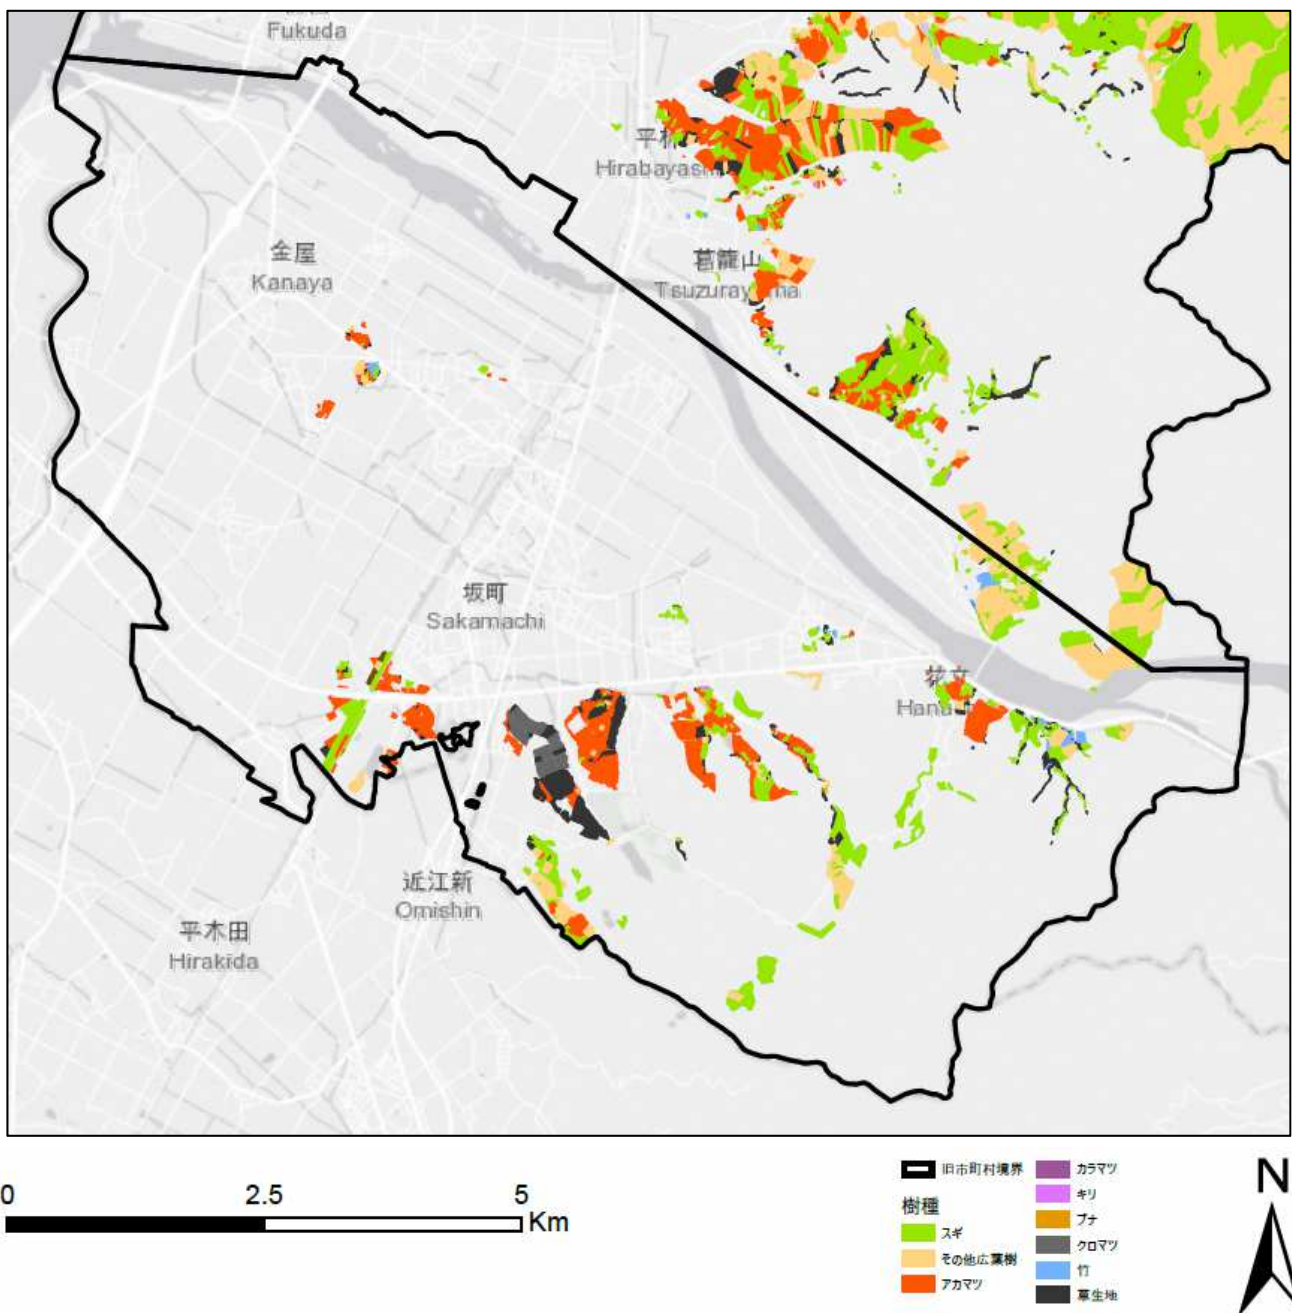 Fukuda
Hirabayashi
葛籠山
Tsuzurayama
金屋
Kanaya
坂町
Sakamachi
花立
Hana
近江新
Omishin
平木田
Hirakida
0
2.5
5
Km
旧市町村境界
樹種
スギ
その他広葉樹
アカマツ
カラマツ
キリ
ブナ
クロマツ
竹
草生地
N